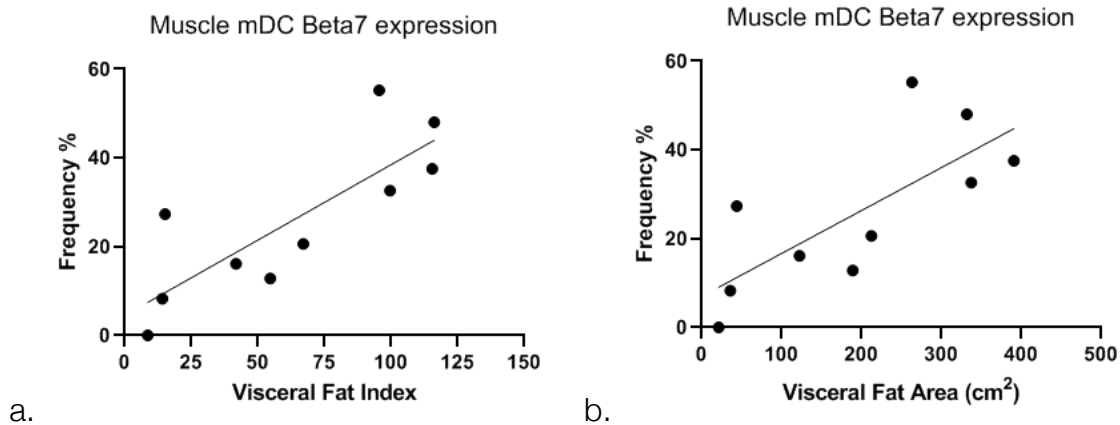 Muscle mDC Beta7 expression
Frequency %
60
40
20
0
0 25 50 75 100 125 150
Visceral Fat Index
a.
Muscle mDC Beta7 expression
Frequency %
60
40
20
0
0 100 200 300 400 500
Visceral Fat Area (cm²)
b.